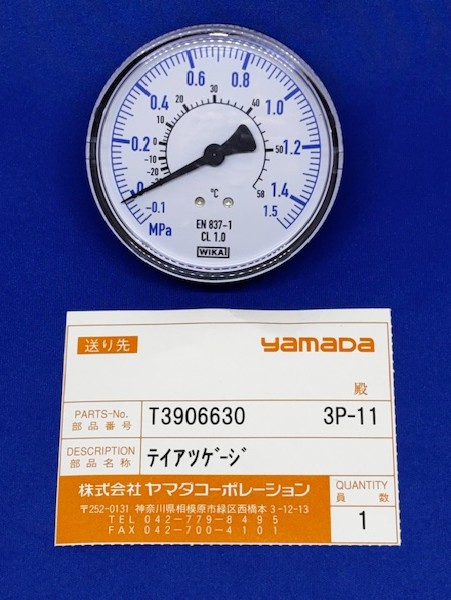 0.6
0.8
0.4
1.0
0.2
1.2
0
1.4
-0.1
1.5
MPa
30
20
40
10
0
50
-10
-20
58
°C
EN 837-1
CL 1.0
WIKAI
送り先
yamada
殿
PARTS-No.
部品番号
T3906630
3P-11
DESCRIPTION
部品名称
テイアツゲージ
株式会社 ヤマダコーポレーション
〒252-0131 神奈川県相模原市緑区西橋本3-12-13
TEL 042-779-8495
FAX 042-700-4101
QUANTITY
員 数
1